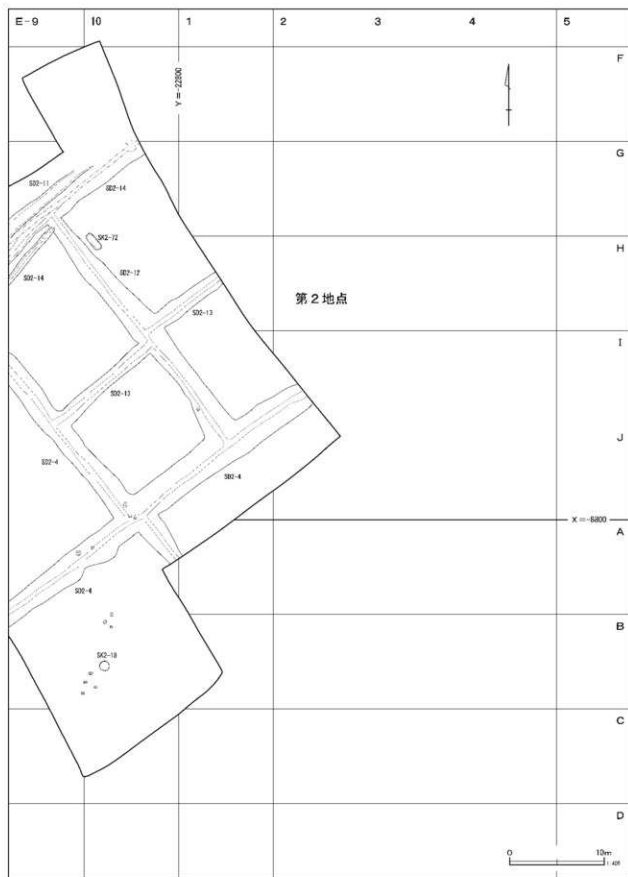 E-9 10 1 2 3 4 5
F
Y=-22800
G
SD2-11
SD2-14
SK2-72
H
SD2-12
SD2-14
SD2-13
第2地点
I
SD2-13
J
SD2-4
SD2-4
X=-6800
A
SD2-4
B
SK2-18
C
D
0 10m